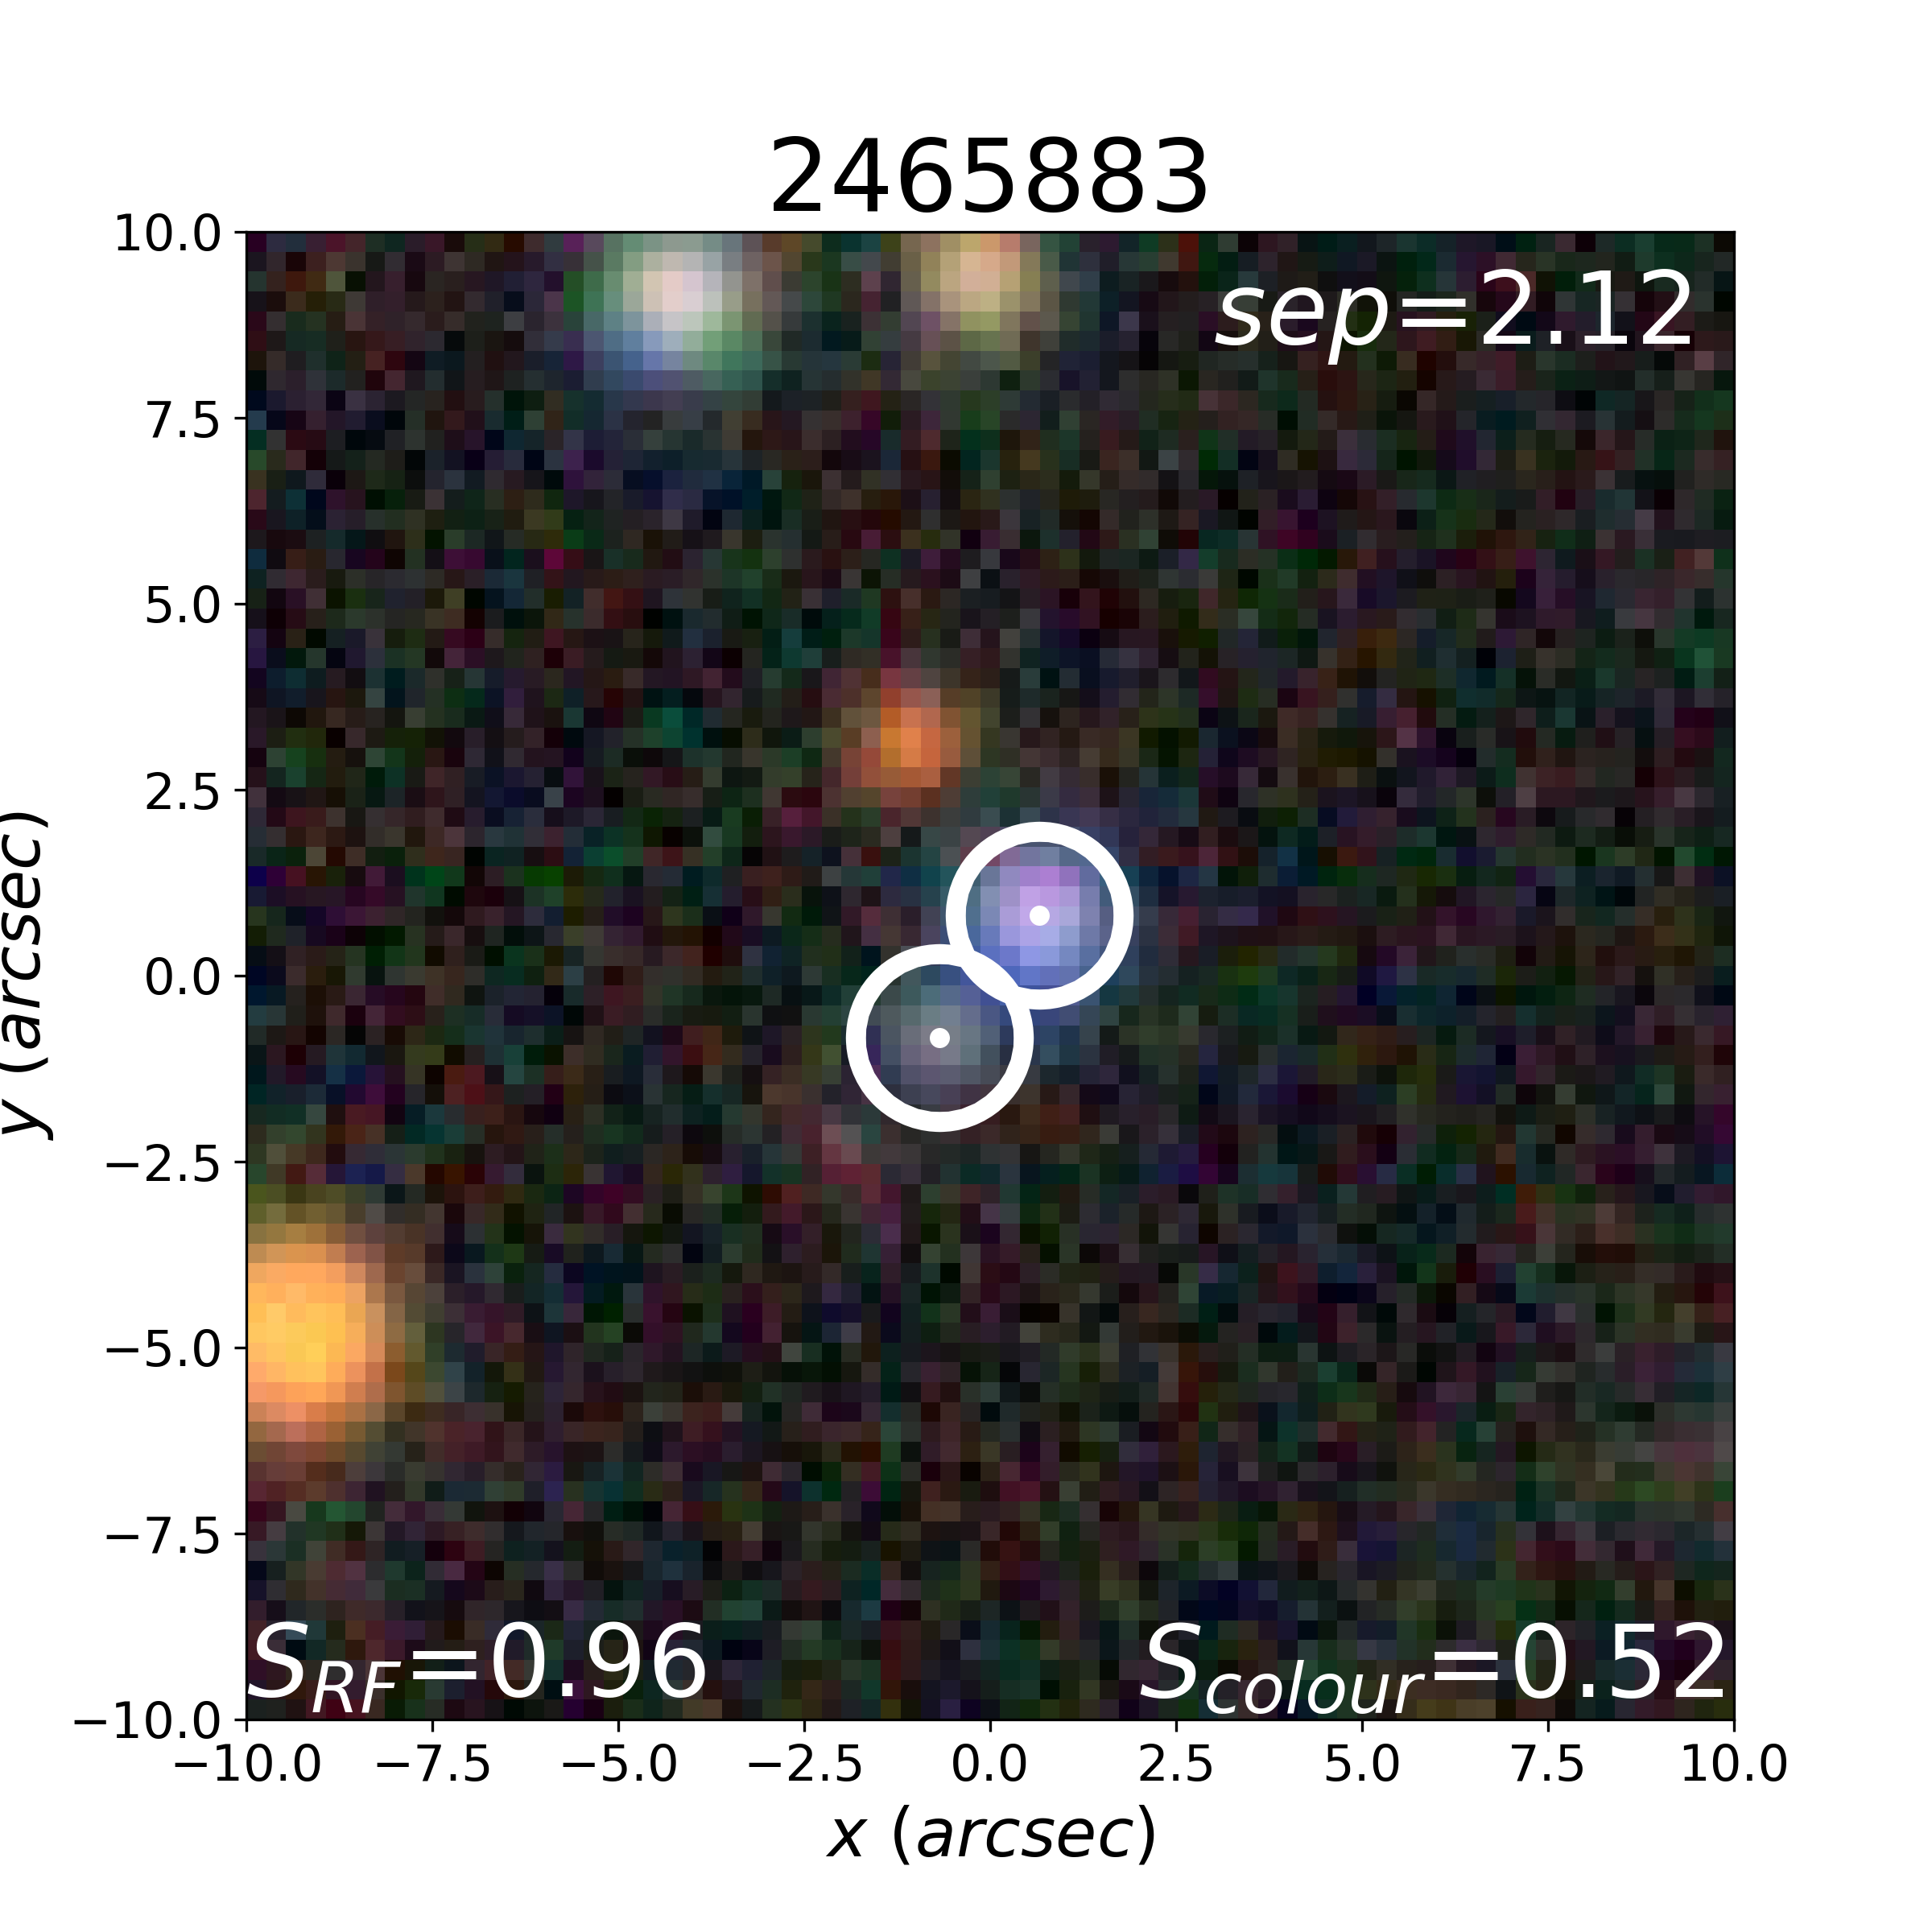 2465883
sep=2.12
10.0
7.5
5.0
2.5
0.0
−2.5
−5.0
−7.5
−10.0
y (arcsec)
S_RF=0.96
S_colour=0.52
−10.0 −7.5 −5.0 −2.5 0.0 2.5 5.0 7.5 10.0
x (arcsec)